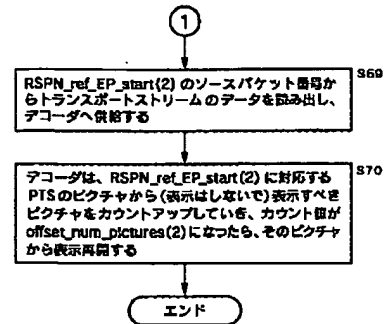 1
RSPN_ref_EP_start(2) のソースパケット番号
からトランスポートストリームのデータを読み出し、
デコーダへ供給する
S69
デコーダは、RSPN_ref_EP_start(2) に対応する
PTSのピクチャから(表示はしないで)表示すべき
ピクチャをカウントアップしていき、カウント値が
offset_num_pictures(2) になったら、そのピクチャ
から表示再開する
S70
エンド